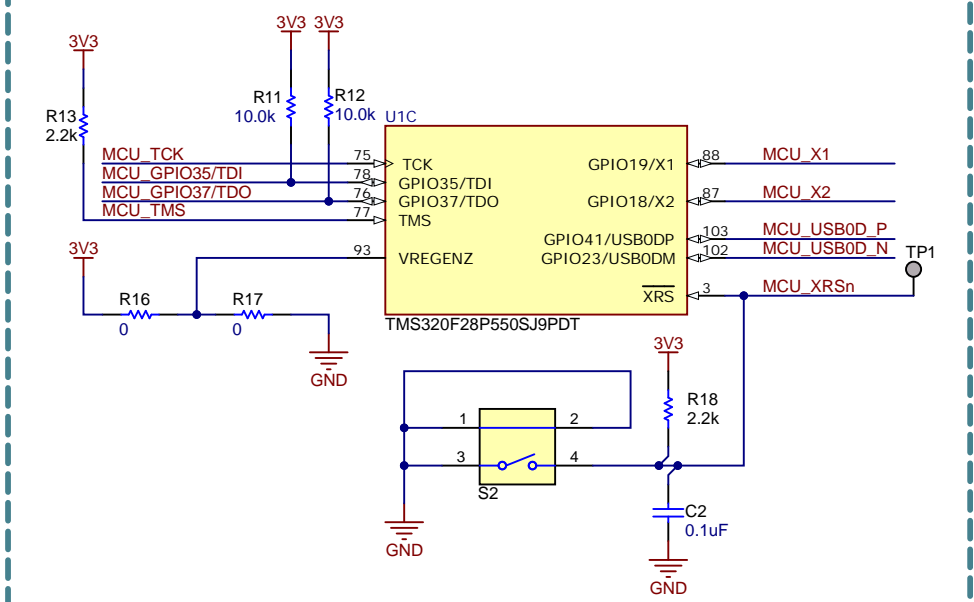 3V3 3V3
3V3
R11
10.0k
R12
10.0k
R13
2.2k
U1C
MCU_TCK
MCU_GPIO35/TDI
MCU_GPIO37/TDO
MCU_TMS
75
78
76
77
TCK
GPIO35/TDI
GPIO37/TDO
TMS
93
VREGENZ
GPIO19/X1
GPIO18/X2
GPIO41/USB0DP
GPIO23/USB0DM
XRS
88
87
103
102
3
MCU_X1
MCU_X2
MCU_USB0D_P
MCU_USB0D_N
MCU_XRSn
TP1
TMS320F28P550SJ9PDT
3V3
R16
0
R17
0
GND
3V3
R18
2.2k
1
2
3
4
S2
GND
C2
0.1uF
GND